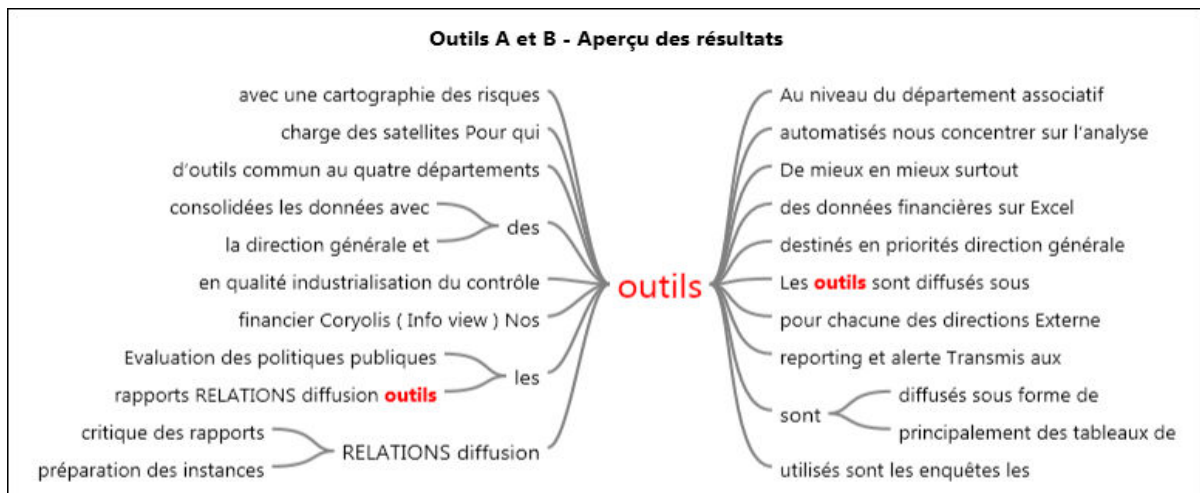 Outils A et B - Aperçu des résultats
avec une cartographie des risques
charge des satellites Pour qui
d'outils commun au quatre départements
consolidées les données avec
des
la direction générale et
en qualité industrialisation du contrôle
financier Coryolis ( Info view ) Nos
Evaluation des politiques publiques
les
rapports RELATIONS diffusion outils
critique des rapports
RELATIONS diffusion
préparation des instances
outils
Au niveau du département associatif
automatisés nous concentrer sur l'analyse
De mieux en mieux surtout
des données financières sur Excel
destinés en priorités direction générale
Les outils sont diffusés sous
pour chacune des directions Externe
reporting et alerte Transmis aux
sont
diffusés sous forme de
principalement des tableaux de
utilisés sont les enquêtes les